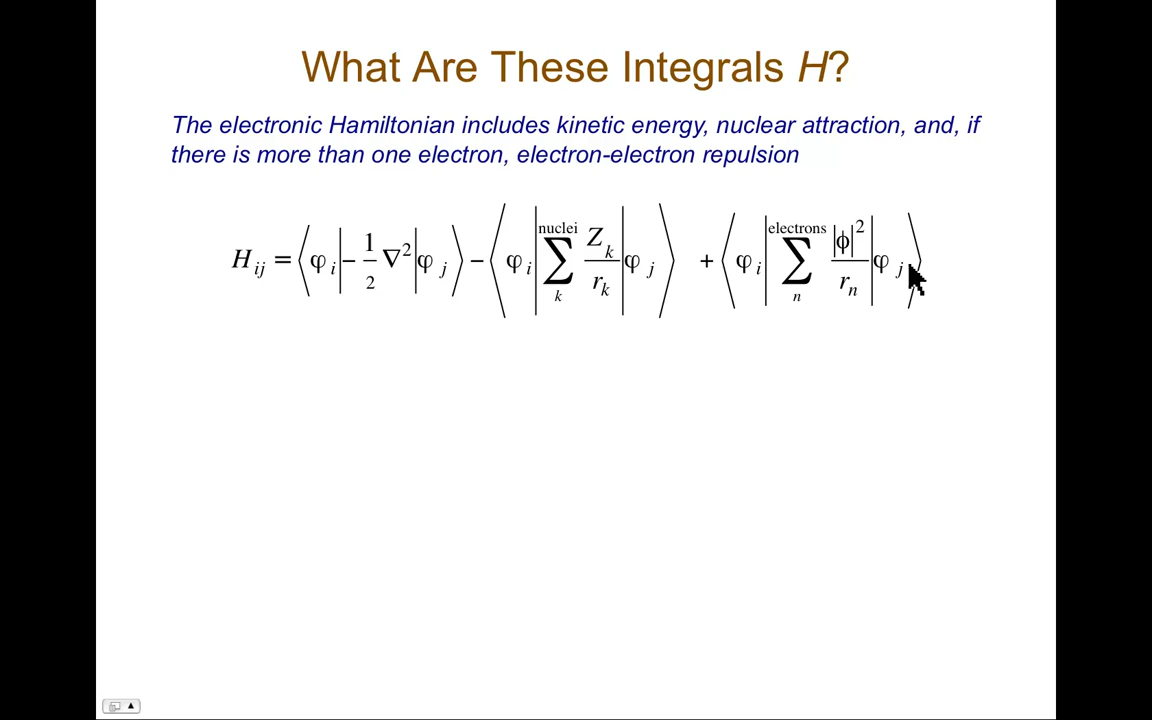 What Are These Integrals H?
The electronic Hamiltonian includes kinetic energy, nuclear attraction, and, if
there is more than one electron, electron-electron repulsion
H_ij = ⟨φ_i|−1/2 ∇²|φ_j⟩ − ⟨φ_i|∑_k^nuclei Z_k/r_k|φ_j⟩ + ⟨φ_i|∑_n^electrons |ϕ|²/r_n|φ_j⟩